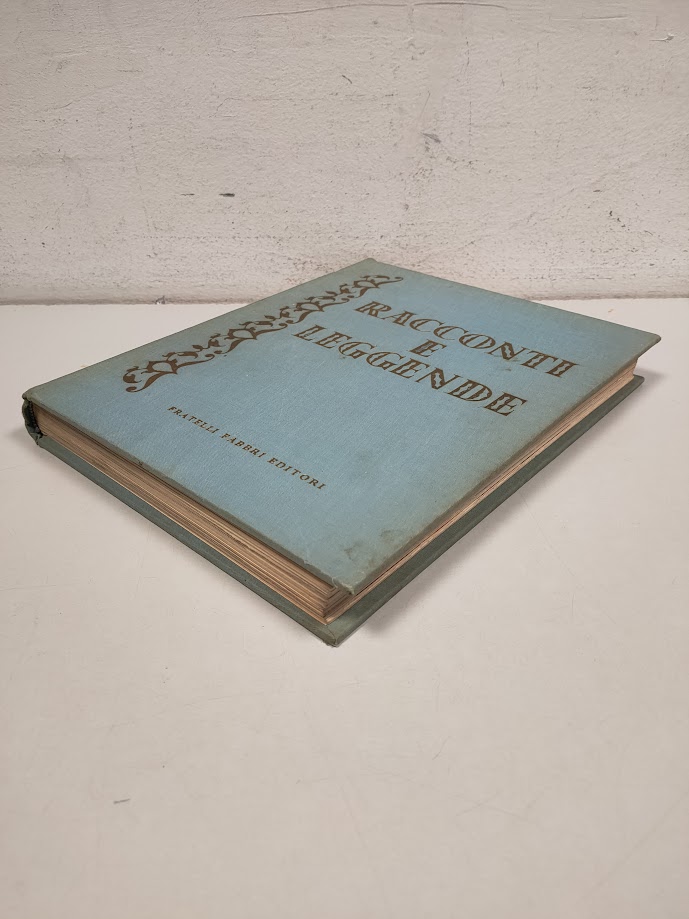 RACCONTI
E
LEGGENDE
FRATELLI FABBRI EDITORI